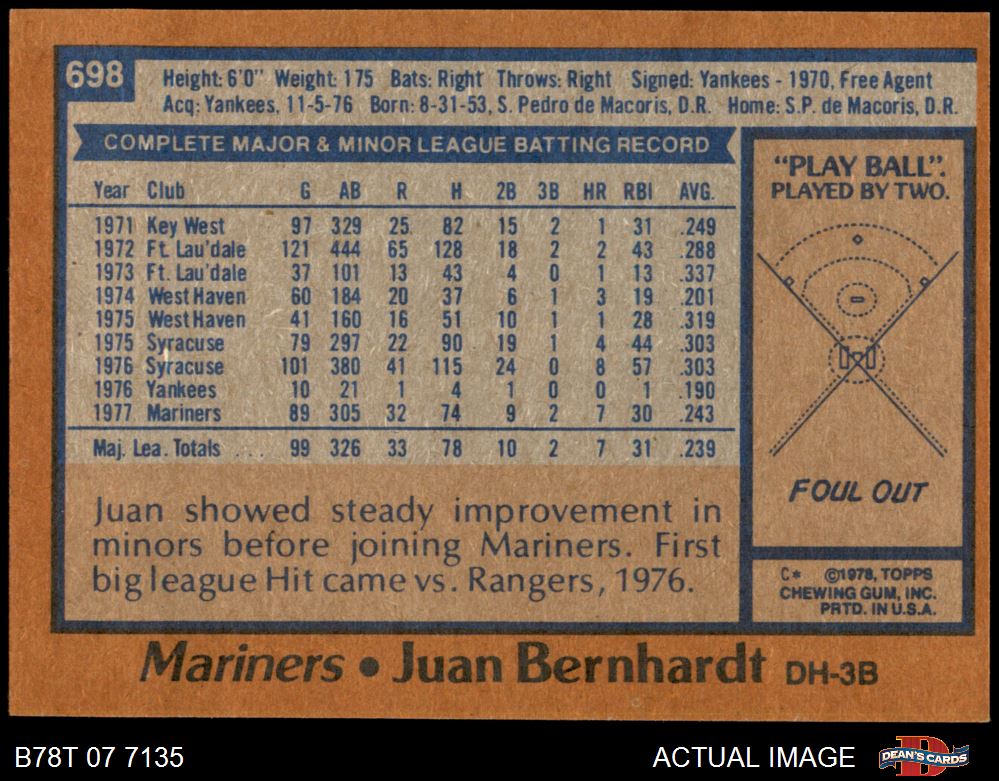 698
Height: 6'0" Weight: 175 Bats: Right Throws: Right Signed: Yankees - 1970, Free Agent
Acq: Yankees, 11-5-76 Born: 8-31-53, S. Pedro de Macoris, D.R. Home: S.P. de Macoris, D.R.
COMPLETE MAJOR & MINOR LEAGUE BATTING RECORD
Year Club G AB R H 2B 3B HR RBI AVG.
1971 Key West 97 329 25 82 15 2 1 31 .249
1972 Ft. Lau'dale 121 444 65 128 18 2 2 43 .288
1973 Ft. Lau'dale 37 101 13 43 4 0 1 13 .337
1974 West Haven 60 184 20 37 6 1 3 19 .201
1975 West Haven 41 160 16 51 10 1 1 28 .319
1975 Syracuse 79 297 22 90 19 1 4 44 .303
1976 Syracuse 101 380 41 115 24 0 8 57 .303
1976 Yankees 10 21 1 4 1 0 0 1 .190
1977 Mariners 89 305 32 74 9 2 7 30 .243
Maj. Lea. Totals ... 99 326 33 78 10 2 7 31 .239
Juan showed steady improvement in
minors before joining Mariners. First
big league Hit came vs. Rangers, 1976.
"PLAY BALL".
PLAYED BY TWO.
FOUL OUT
C* ©1978, TOPPS
CHEWING GUM, INC.
PRTD. IN U.S.A.
Mariners • Juan Bernhardt DH-3B
B78T 07 7135
ACTUAL IMAGE
D
DEAN'S CARDS